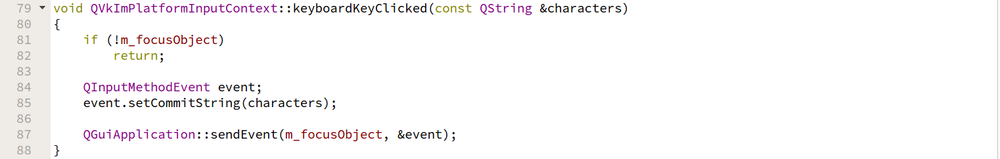 79 void QVkImPlatformInputContext::keyboardKeyClicked(const QString &characters)
80 {
81     if (!m_focusObject)
82         return;
83
84     QInputMethodEvent event;
85     event.setCommitString(characters);
86
87     QGuiApplication::sendEvent(m_focusObject, &event);
88 }